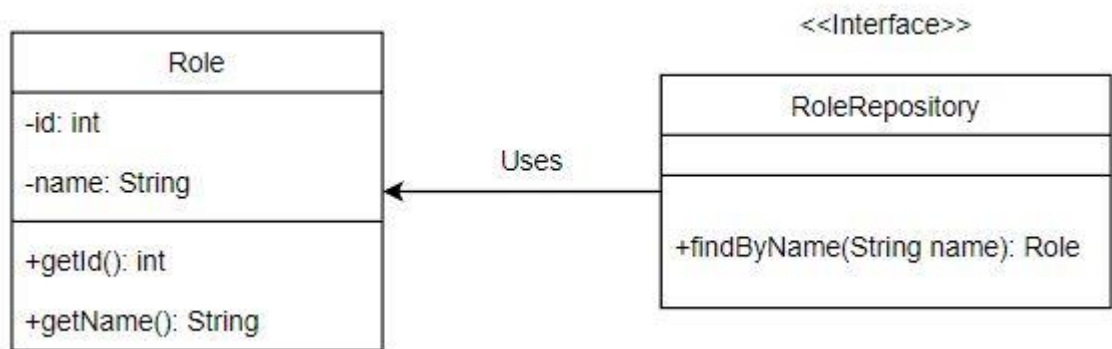 Role
-id: int
-name: String
+getId(): int
+getName(): String
Uses
<<Interface>>
RoleRepository
+findByName(String name): Role